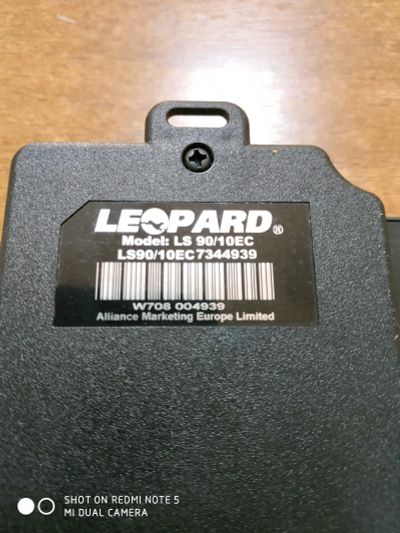 LEOPARD®
Model: LS 90/10EC
LS90/10EC7344939
W708 004939
Alliance Marketing Europe Limited
SHOT ON REDMI NOTE 5
MI DUAL CAMERA